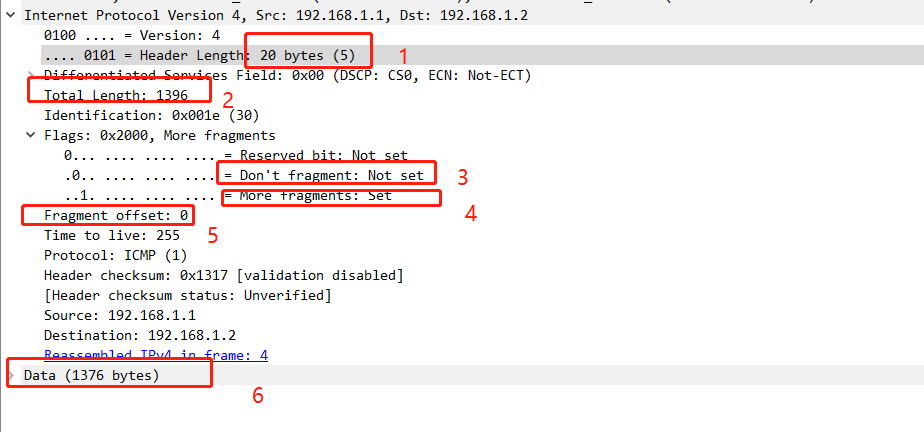 Internet Protocol Version 4, Src: 192.168.1.1, Dst: 192.168.1.2
0100 .... = Version: 4
.... 0101 = Header Length: 20 bytes (5) 1
Differentiated Services Field: 0x00 (DSCP: CS0, ECN: Not-ECT)
Total Length: 1396 2
Identification: 0x001e (30)
Flags: 0x2000, More fragments
0... .... .... .... = Reserved bit: Not set
.0.. .... .... .... = Don't fragment: Not set 3
..1. .... .... .... = More fragments: Set 4
Fragment offset: 0
Time to live: 255 5
Protocol: ICMP (1)
Header checksum: 0x1317 [validation disabled]
[Header checksum status: Unverified]
Source: 192.168.1.1
Destination: 192.168.1.2
Reassembled IPv4 in frame: 4
Data (1376 bytes) 6